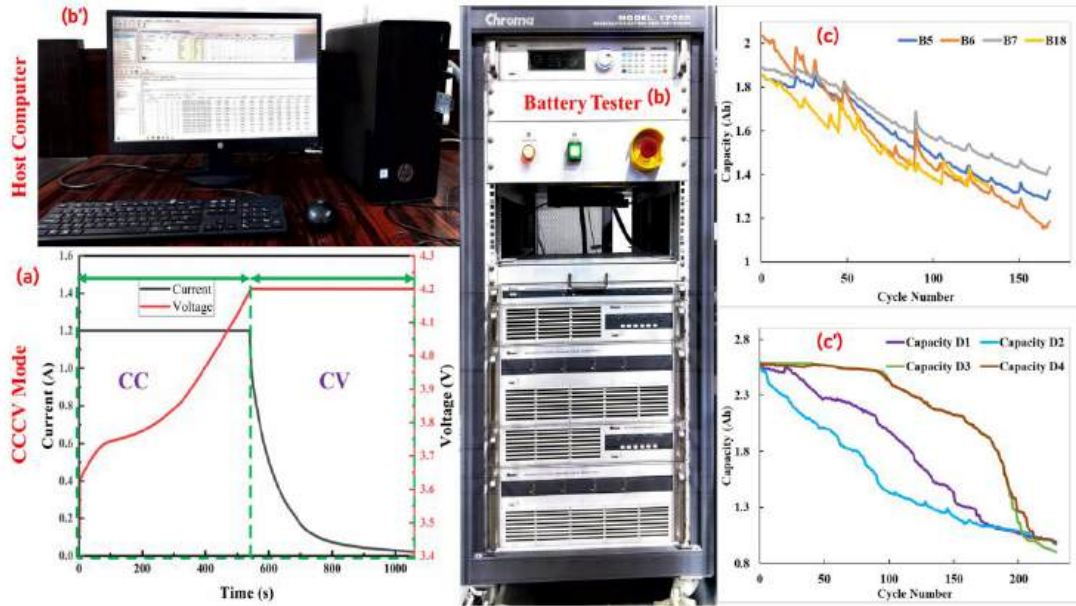 (b')
Host Computer
Chroma
Battery Tester (b)
(c)
B5 B6 B7 B18
Capacity (Ah)
2
1.8
1.6
1.4
1.2
1
0
50
100
150
Cycle Number
(a)
CCCV Mode
Current
Voltage
CC
CV
Current (A)
1.6
1.4
1.2
1.0
0.8
0.6
0.4
0.2
0.0
Voltage(V)
4.3
4.2
4.1
4.0
3.9
3.8
3.7
3.6
3.5
3.4
0
200
400
600
800
1000
Time (s)
(c')
Capacity D1 Capacity D2
Capacity D3 Capacity D4
Capacity (Ah)
2.8
2.3
1.8
1.3
0.8
0
50
100
150
200
Cycle Number